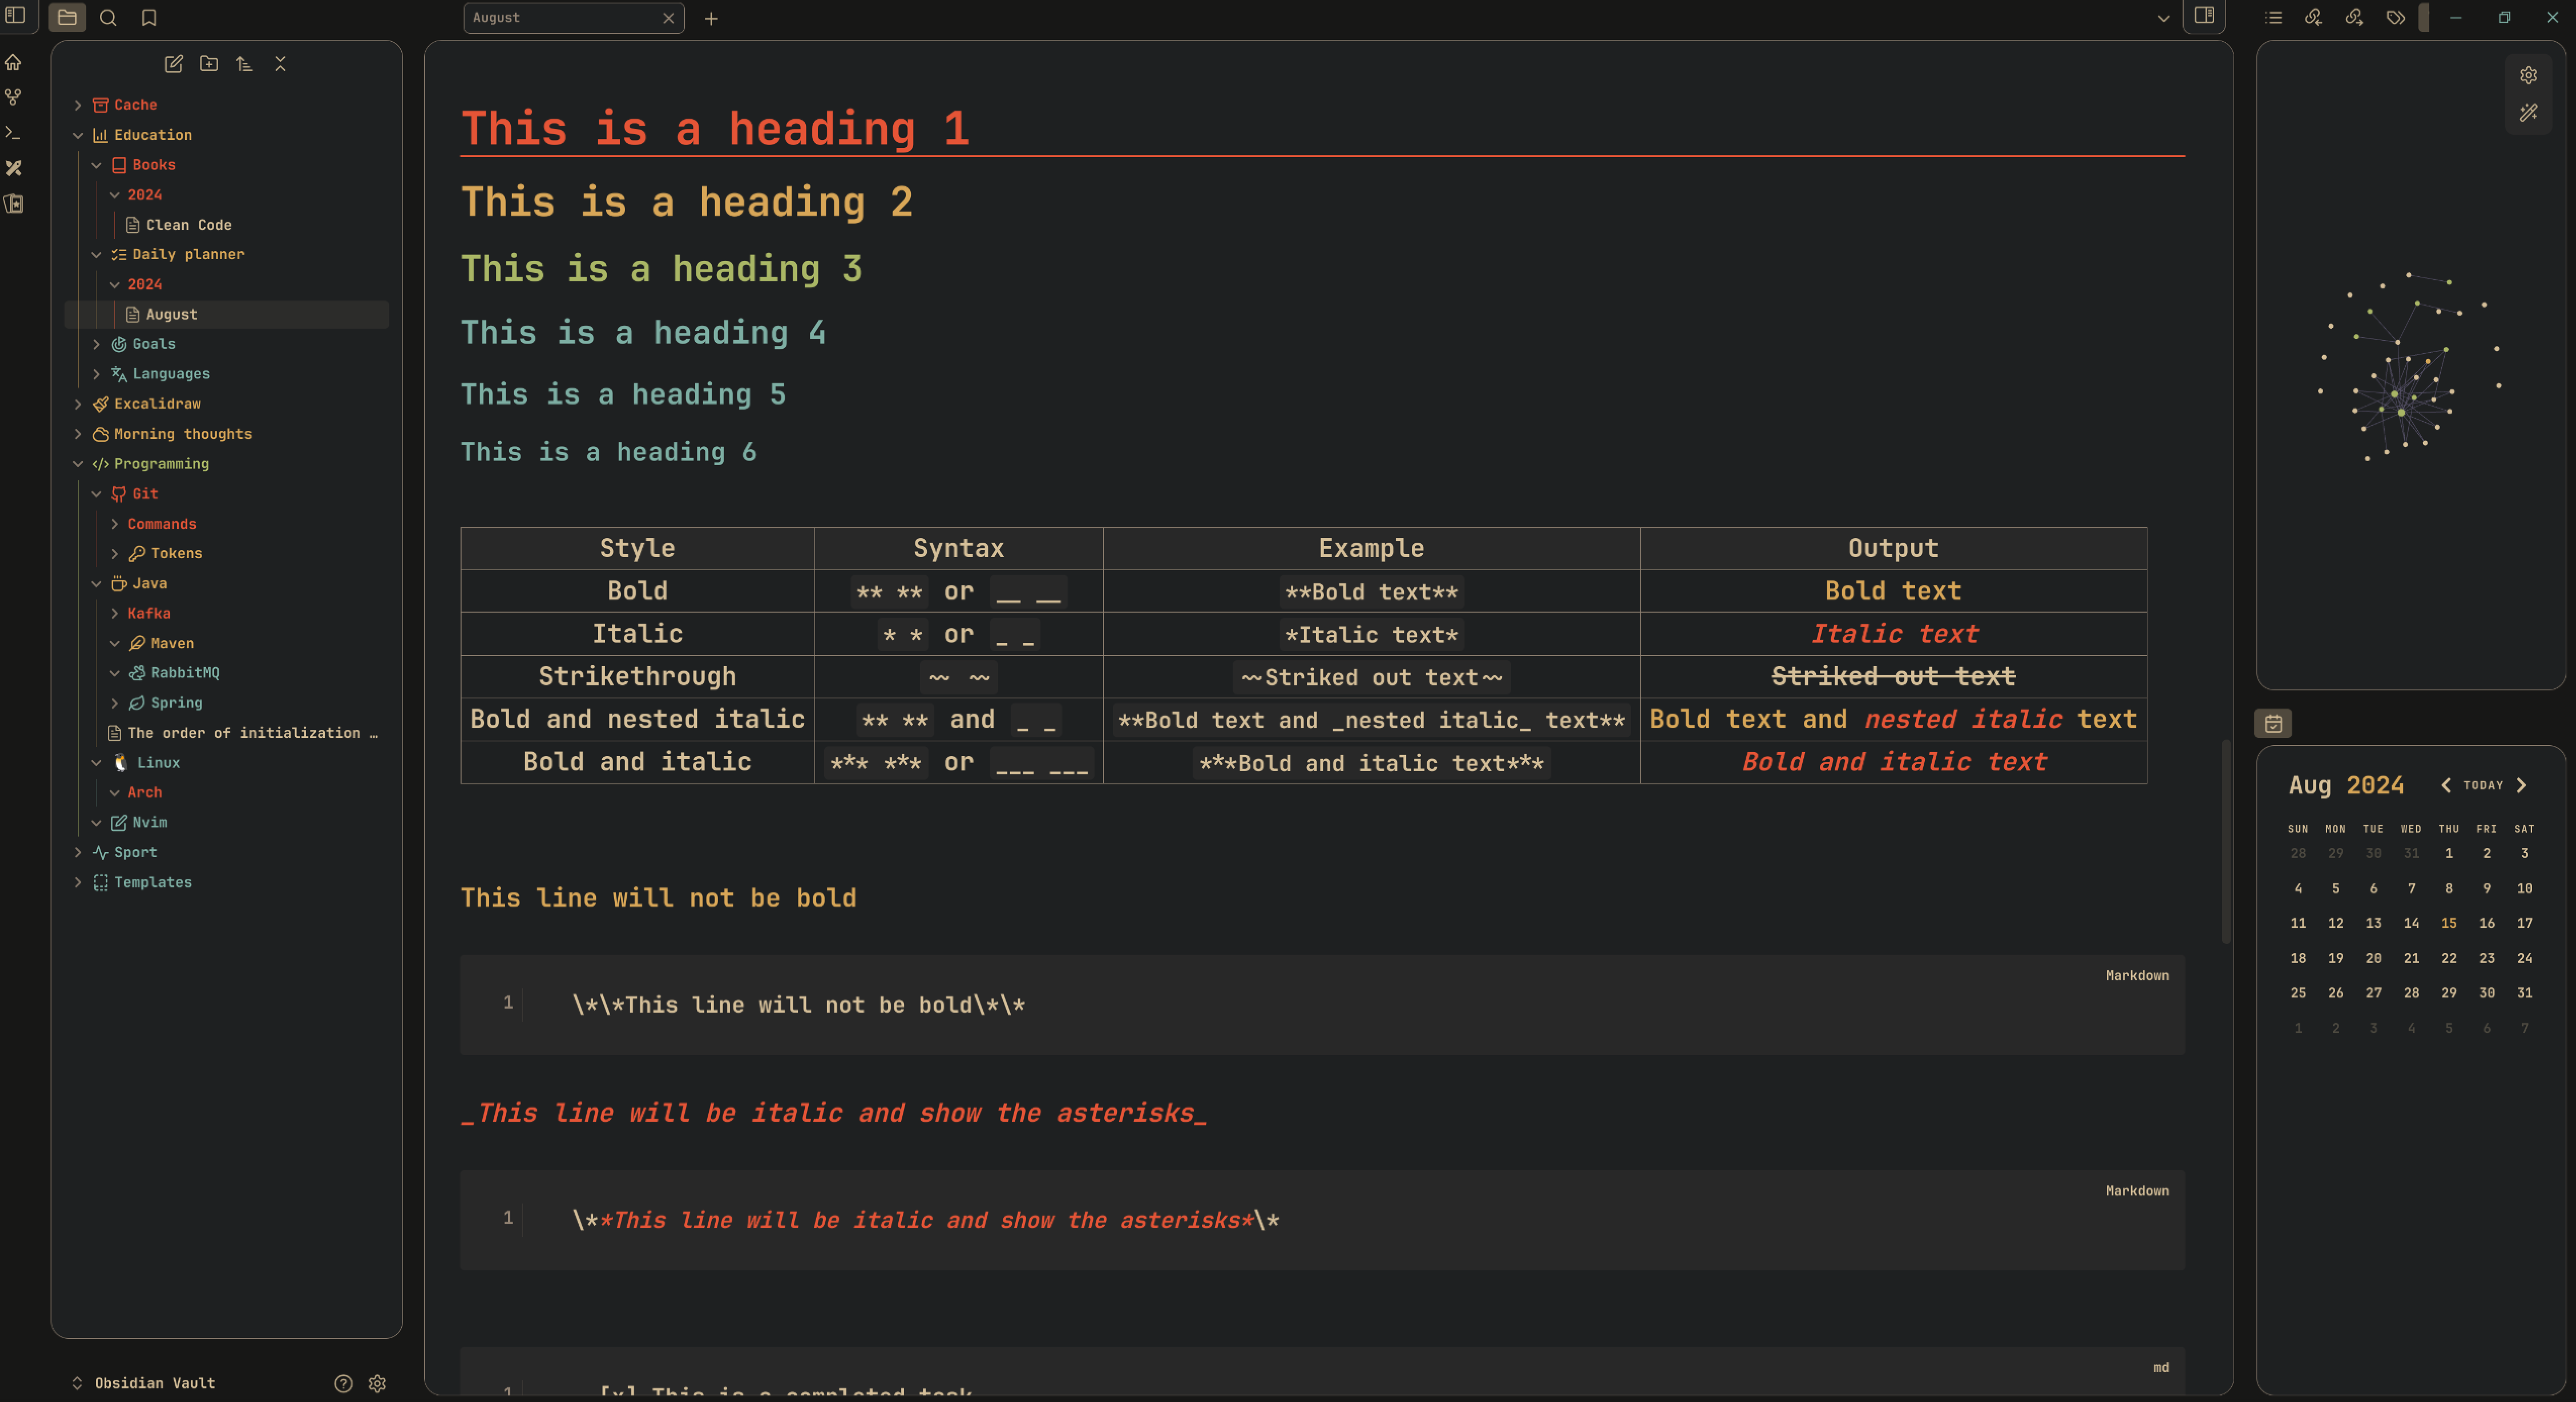 August
Cache
Education
Books
2024
Clean Code
Daily planner
2024
August
Goals
Languages
Excalidraw
Morning thoughts
Programming
Git
Commands
Tokens
Java
Kafka
Maven
RabbitMQ
Spring
The order of initialization …
Linux
Arch
Nvim
Sport
Templates
Obsidian Vault
This is a heading 1
This is a heading 2
This is a heading 3
This is a heading 4
This is a heading 5
This is a heading 6
Style Syntax Example Output
Bold ** ** or __ __ **Bold text** Bold text
Italic * * or _ _ *Italic text* Italic text
Strikethrough ~~ ~~ ~~Striked out text~~ Striked out text
Bold and nested italic ** ** and _ _ **Bold text and _nested italic_ text** Bold text and nested italic text
Bold and italic *** *** or ___ ___ ***Bold and italic text*** Bold and italic text
This line will not be bold
Markdown
1 \*\*This line will not be bold\*\*
_This line will be italic and show the asterisks_
Markdown
1 \**This line will be italic and show the asterisks*\*
md
1 [x] This is a completed task
Aug 2024 TODAY
SUN MON TUE WED THU FRI SAT
28 29 30 31 1 2 3
4 5 6 7 8 9 10
11 12 13 14 15 16 17
18 19 20 21 22 23 24
25 26 27 28 29 30 31
1 2 3 4 5 6 7